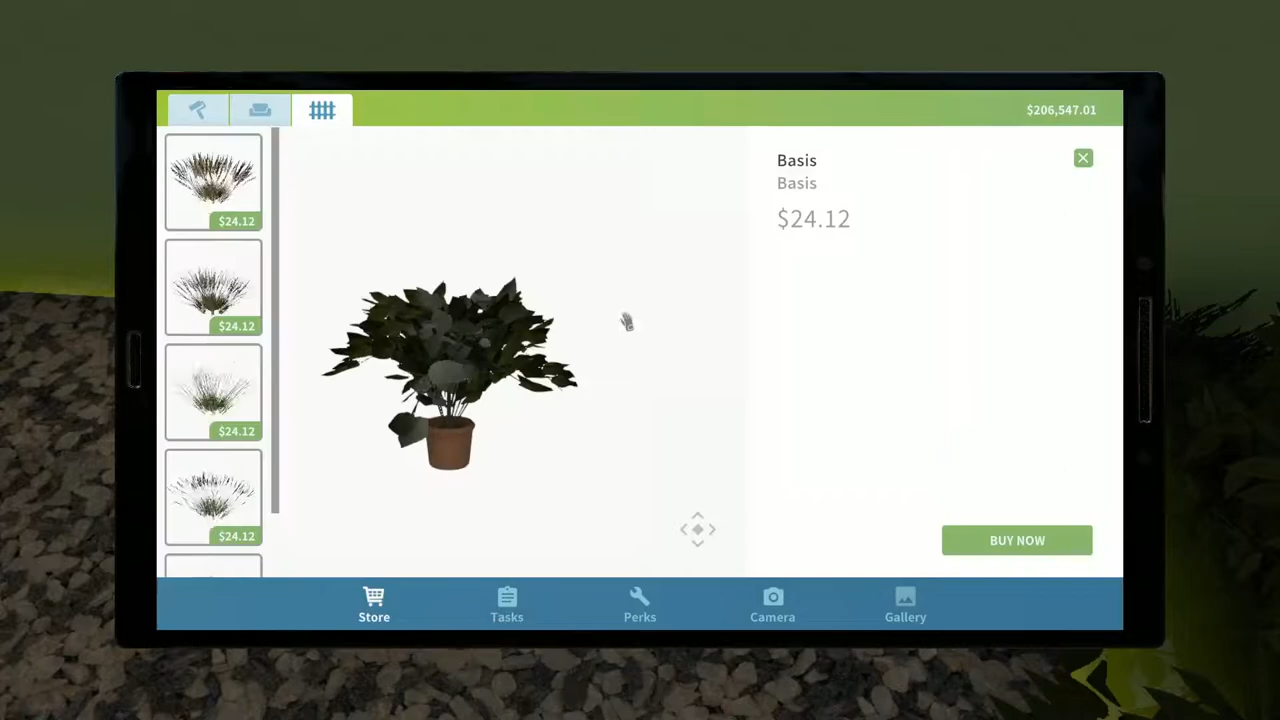 $206,547.01
$24.12
$24.12
$24.12
$24.12
Basis
Basis
$24.12
BUY NOW
Store
Tasks
Perks
Camera
Gallery